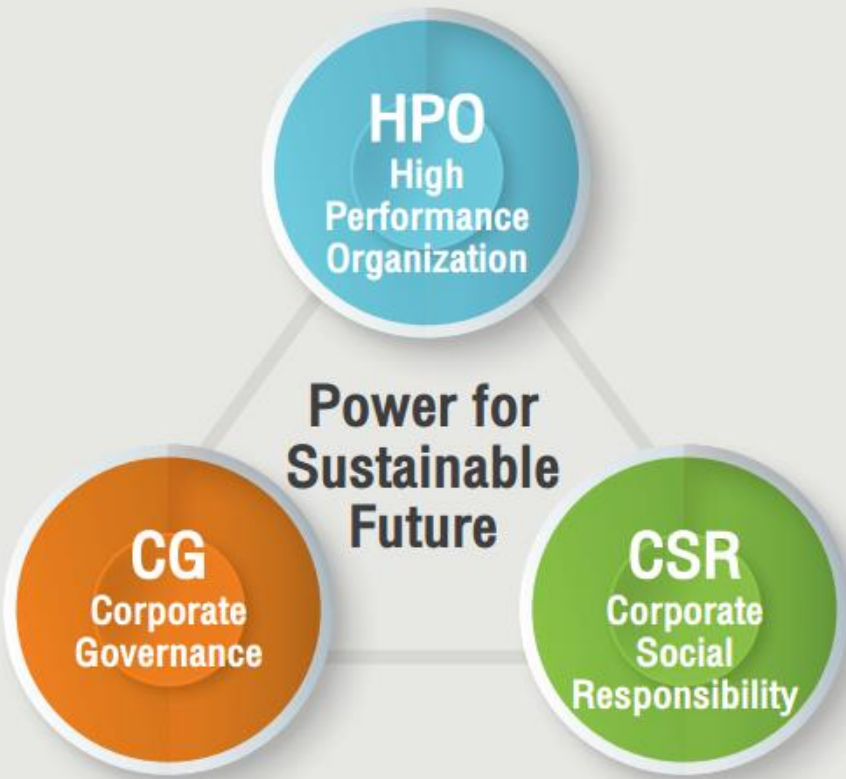 HPO
High
Performance
Organization
Power for
Sustainable
Future
CG
Corporate
Governance
CSR
Corporate
Social
Responsibility